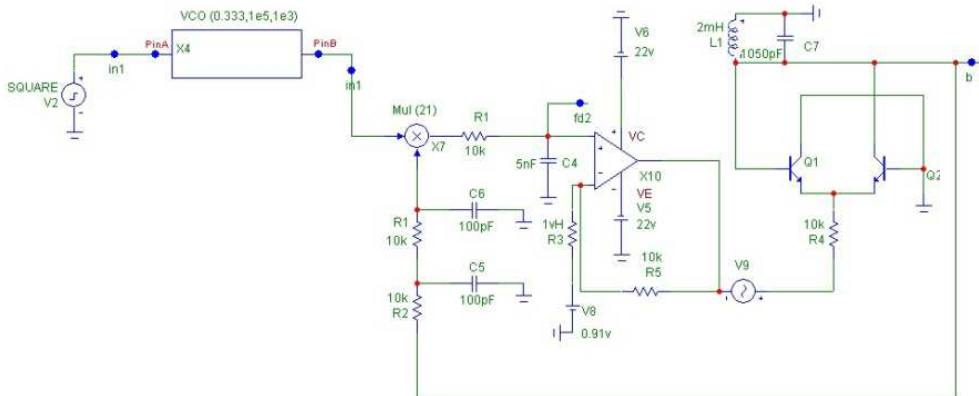 VCO (0.333,1e5,1e3)
PinA
X4
PinB
in1
in1
SQUARE
V2
Mul (21)
X7
R1
10k
fd2
5nF
C4
V6
22v
VC
X10
VE
V5
22v
2mH
L1
C7
1050pF
b
Q1
Q2
C6
100pF
R1
10k
C5
100pF
10k
R2
1vH
R3
10k
R5
V8
0.91v
V9
10k
R4